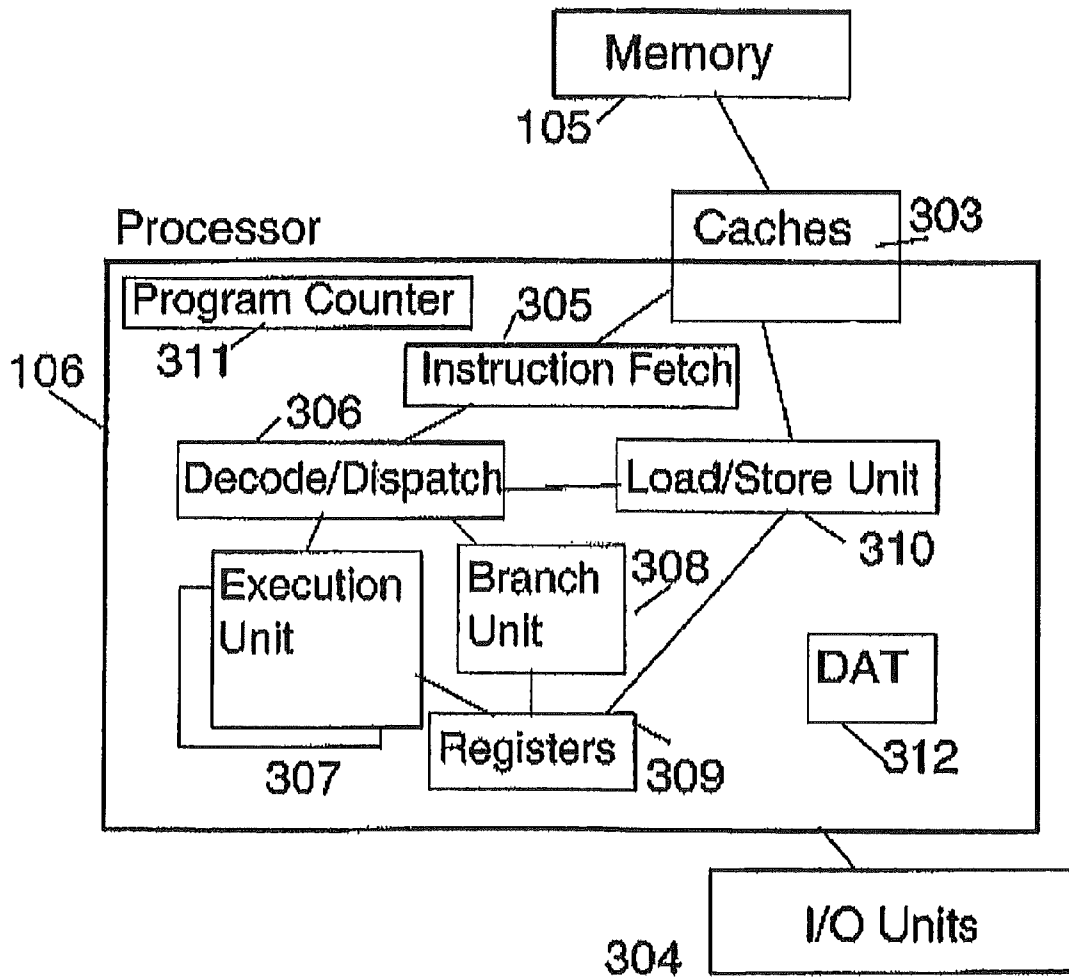 Memory
105
Processor
Caches
303
Program Counter
311
305
Instruction Fetch
106
306
Decode/Dispatch
Load/Store Unit
310
Execution
Unit
307
Branch
Unit
308
Registers
309
DAT
312
I/O Units
304